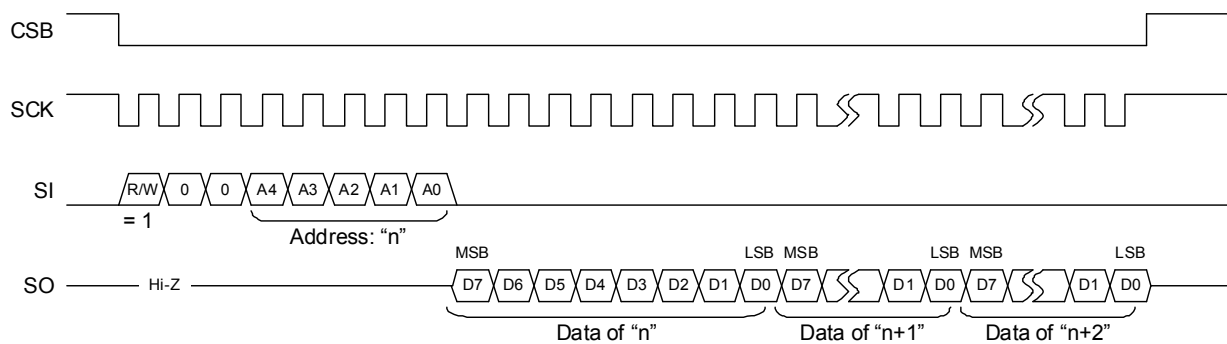 CSB
SCK
SI R/W 0 0 A4 A3 A2 A1 A0
= 1
Address: “n”
MSB LSB MSB LSB MSB LSB
SO Hi-Z D7 D6 D5 D4 D3 D2 D1 D0 D7 D1 D0 D7 D1 D0
Data of “n” Data of “n+1” Data of “n+2”